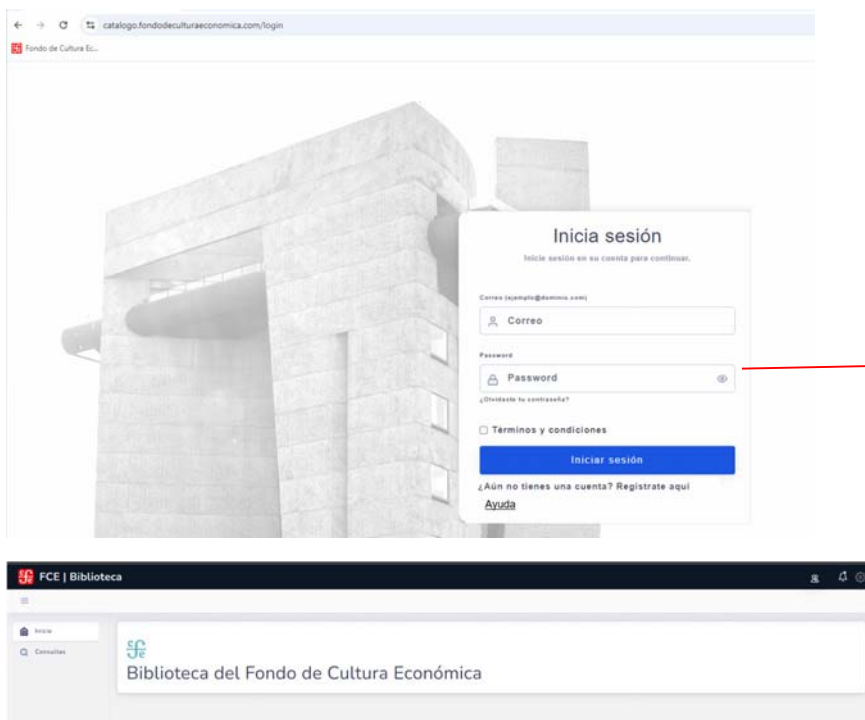 catalogo.fondodeculturaeconomica.com/login
Fondo de Cultura Ec...
Inicia sesión
Inicie sesión en su cuenta para continuar.
Correo (ejemplo@dominio.com)
Correo
Password
Password
¿Olvidaste tu contraseña?
Términos y condiciones
Iniciar sesión
¿Aún no tienes una cuenta? Registrate aquí
Ayuda
FCE | Biblioteca
Inicio
Consultas
Biblioteca del Fondo de Cultura Económica